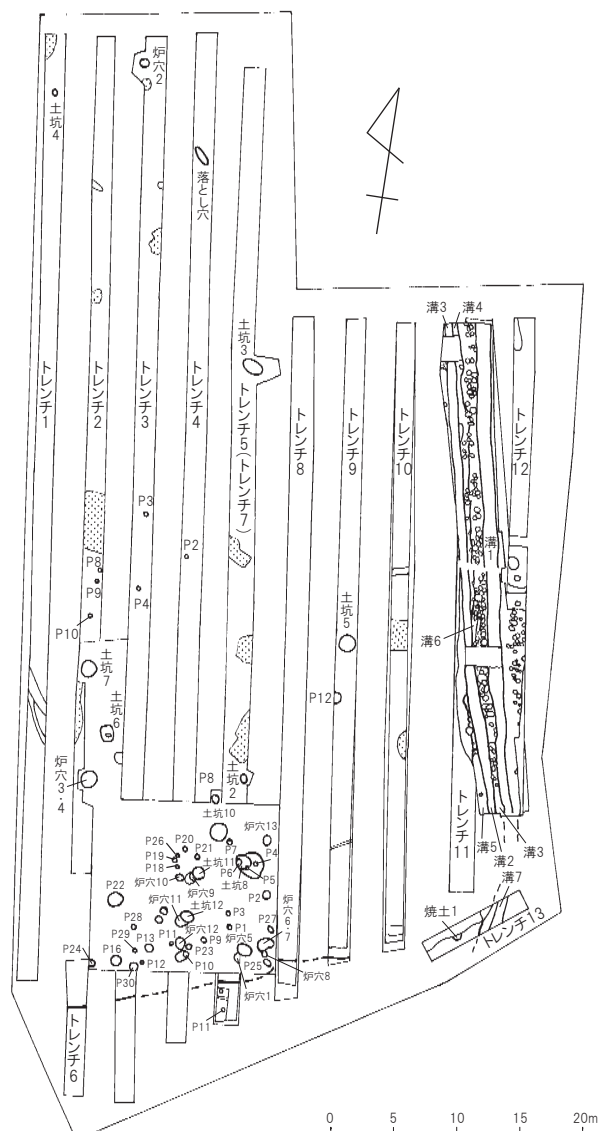 炉穴2
土坑4
落とし穴
溝3
溝4
土坑3
トレンチ1
トレンチ2
トレンチ3
トレンチ4
トレンチ5(トレンチ7)
トレンチ8
トレンチ9
トレンチ10
トレンチ12
P3
P2
溝1
P8
P9
P4
P10
土坑5
溝6
土坑7
P12
土坑6
炉穴3・4
P8
土坑2
土坑10
トレンチ11
溝5
溝2
溝3
P26
P20
P7
炉穴13
P19
P21
P4
P18
土坑11
P6
炉穴10
炉穴9
土坑8
P5
P22
炉穴11
土坑12
P2
炉穴6・7
溝7
P28
P3
P27
焼土1
トレンチ13
P29
P11
炉穴12
P1
P24
P13
P9
炉穴5
P16
P23
炉穴8
P12
P10
P25
P30
炉穴1
P11
トレンチ6
0
5
10
15
20m